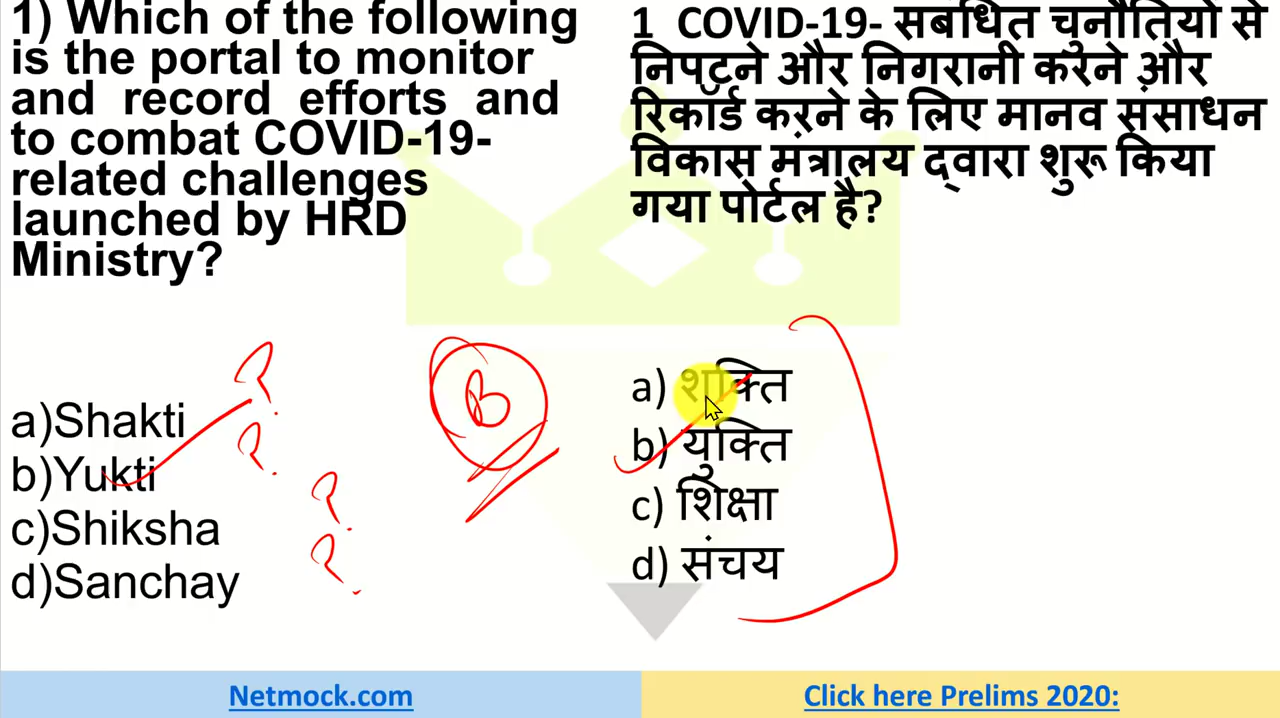 1) Which of the following
is the portal to monitor
and record efforts and
to combat COVID-19-
related challenges
launched by HRD
Ministry?
a)Shakti
b)Yukti
c)Shiksha
d)Sanchay
? ? ? ?
B
1 COVID-19- संबंधित चुनौतियों से
निपटने और निगरानी करने और
रिकॉर्ड करने के लिए मानव संसाधन
विकास मंत्रालय द्वारा शुरू किया
गया पोर्टल है?
a) शक्ति
b) युक्ति
c) शिक्षा
d) संचय
Netmock.com
Click here Prelims 2020: